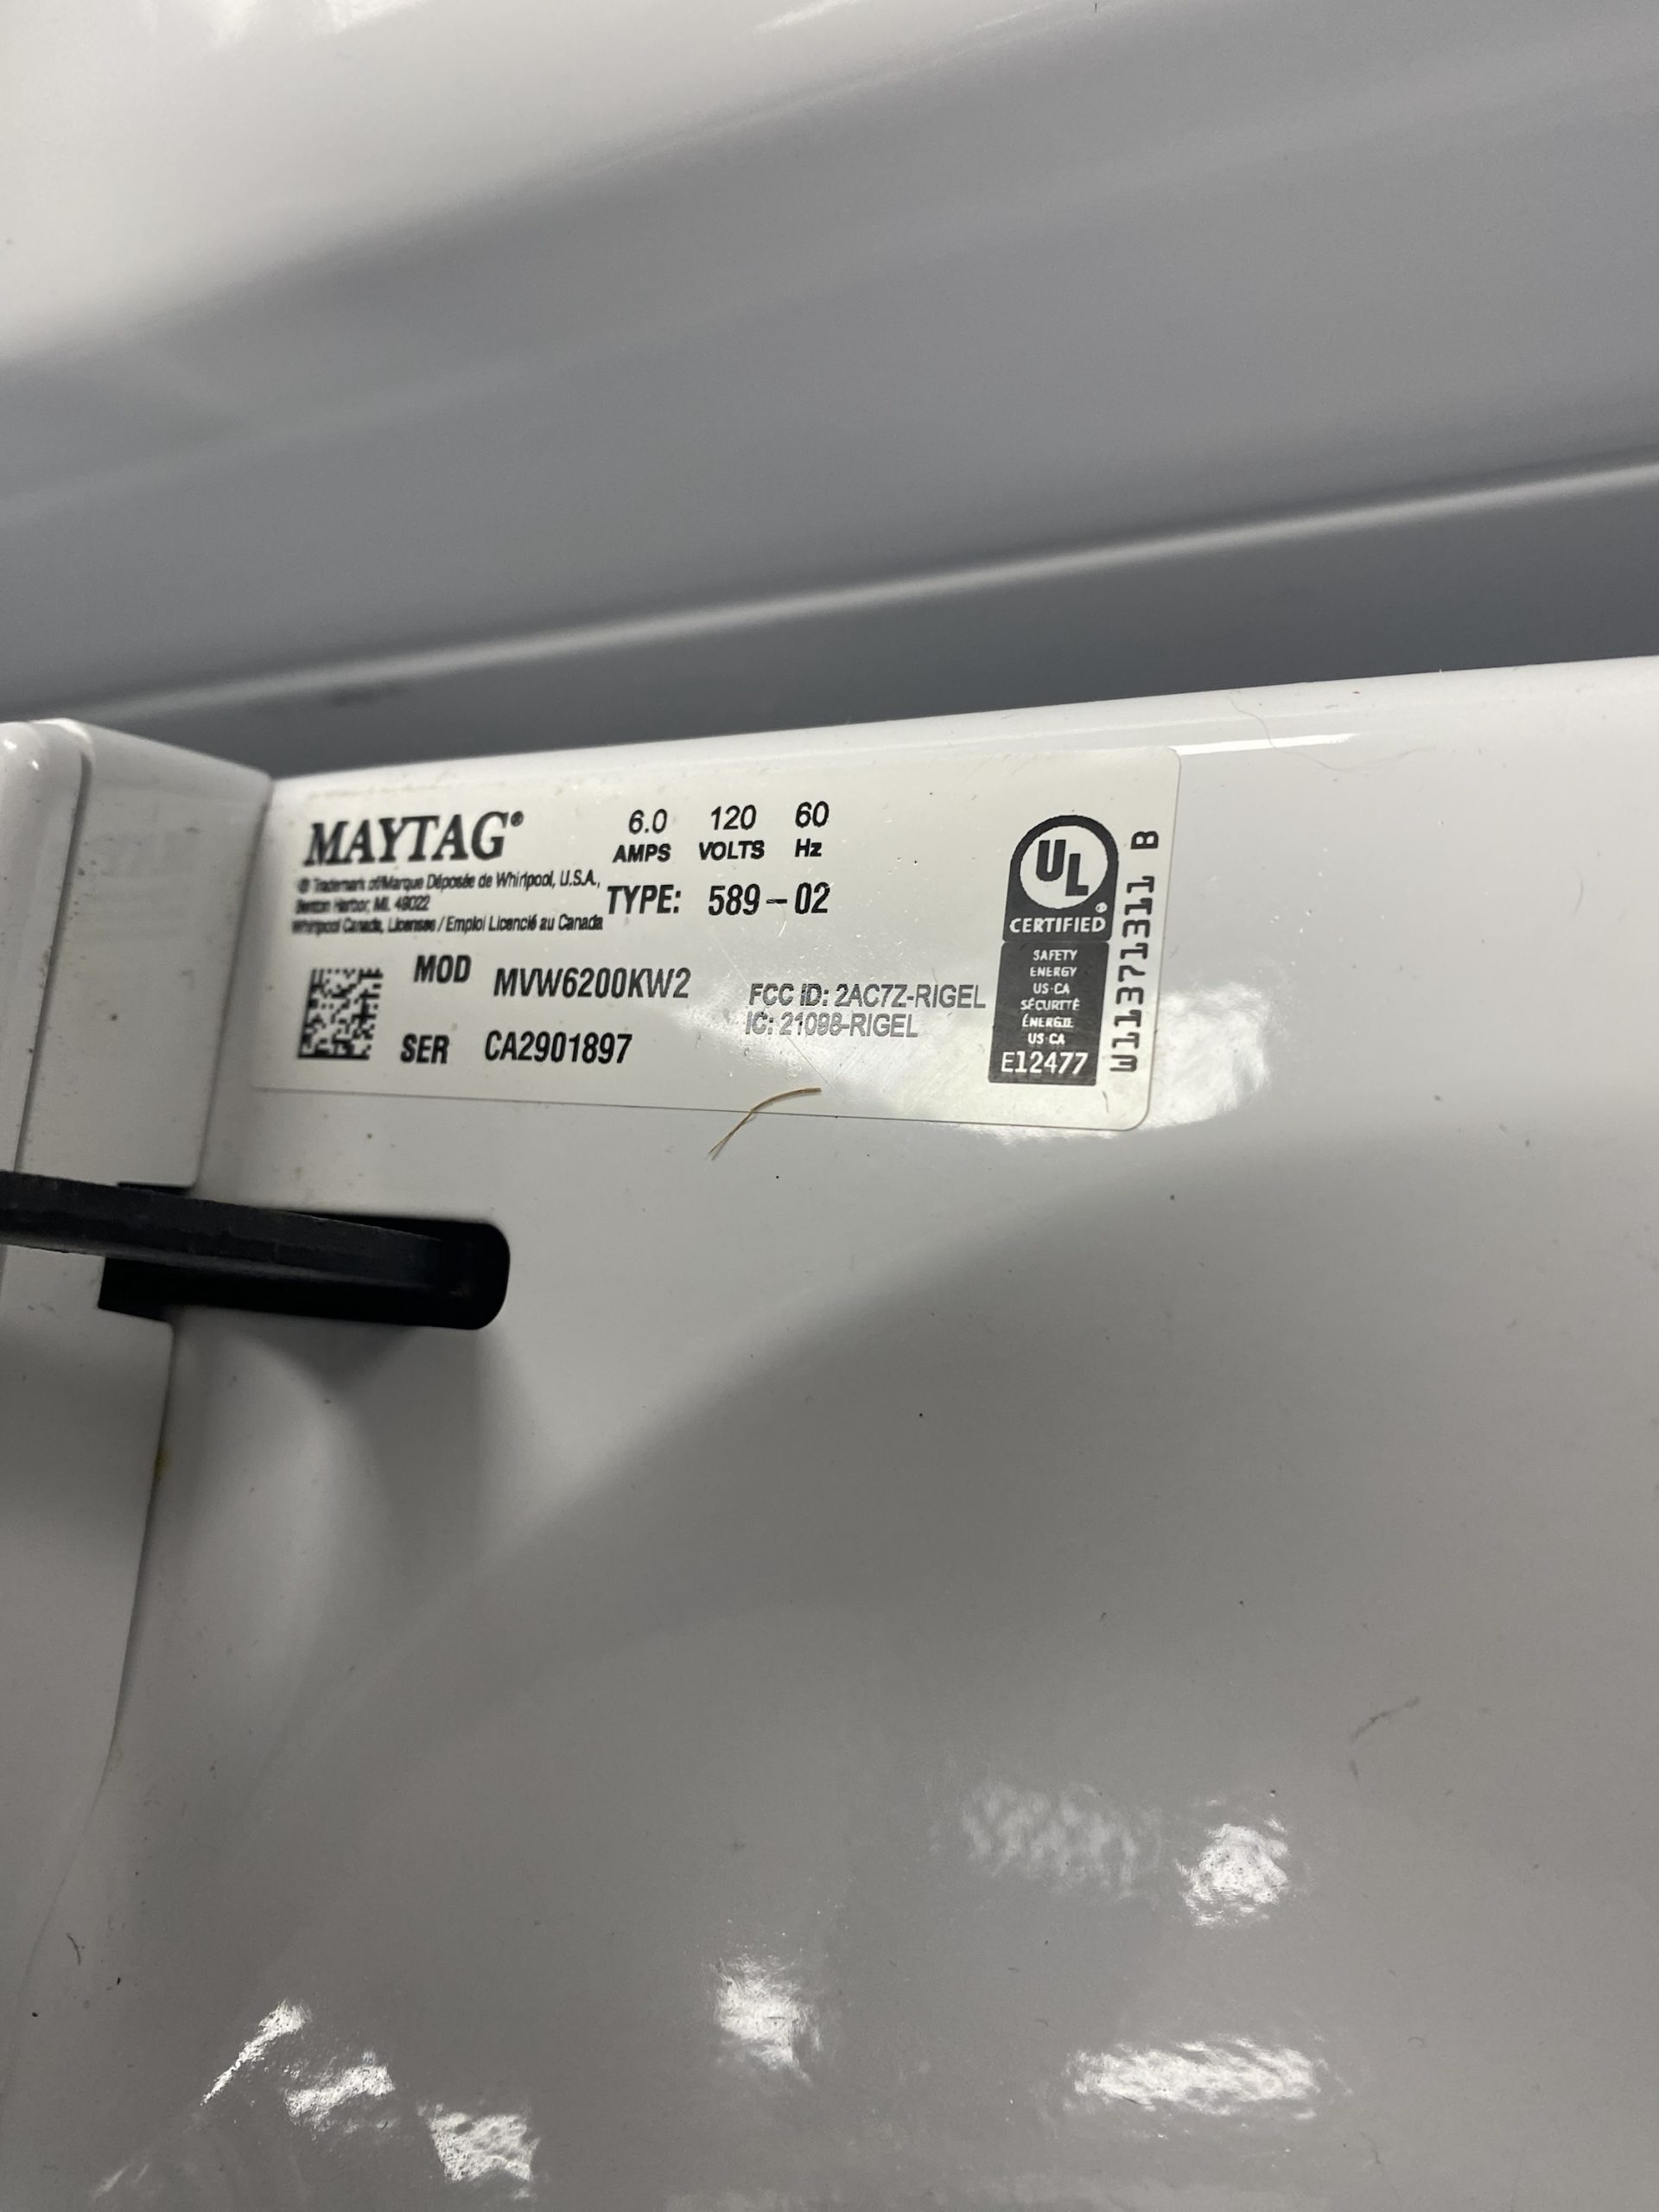 MAYTAG®
® Trademark of/Marque Déposée de Whirlpool, U.S.A.,
Benton Harbor, MI. 49022
Whirlpool Canada, Licensee / Emploi Licencié au Canada
6.0 120 60
AMPS VOLTS Hz
TYPE: 589-02
MOD MVW6200KW2
SER CA2901897
FCC ID: 2AC7Z-RIGEL
IC: 21098-RIGEL
UL®
CERTIFIED
SAFETY
ENERGY
US·CA
SÉCURITÉ
ÉNERGIE
US·CA
E12477
W11371311 B